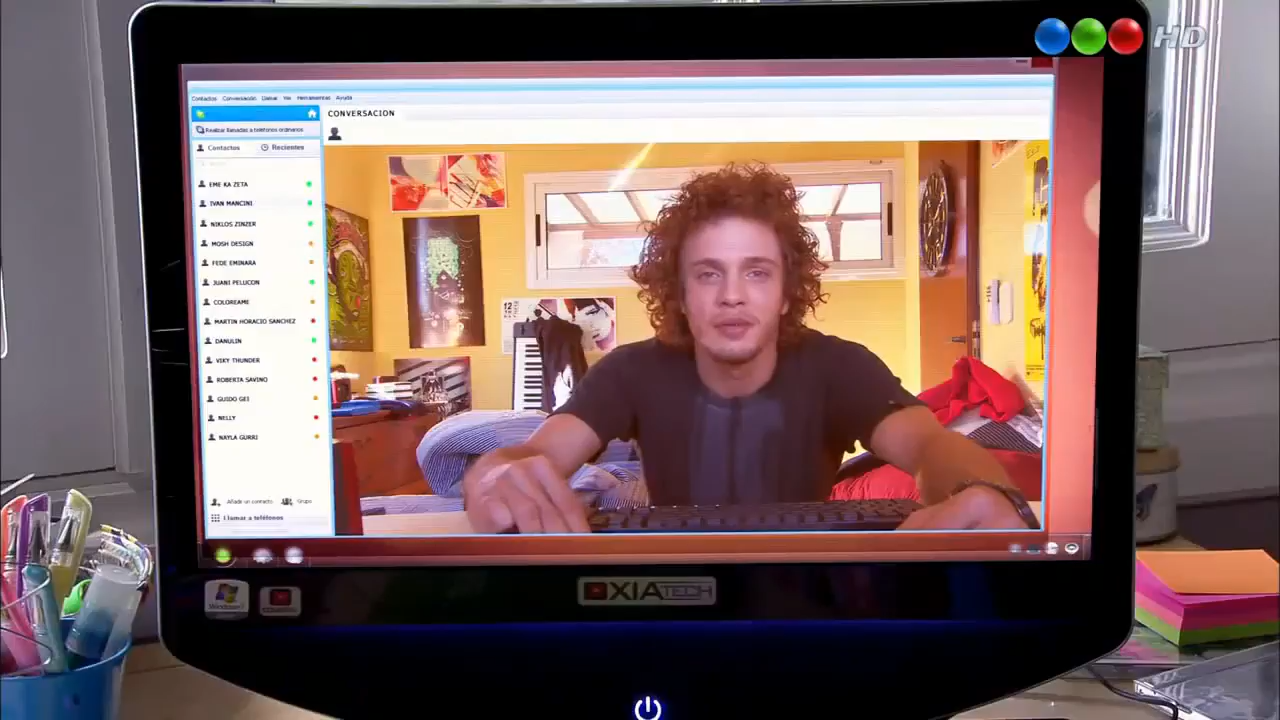 HD
Contactos Conversación Llamar Ver Herramientas Ayuda
CONVERSACION
Realizar llamadas a teléfonos ordinarios
Contactos Recientes
EME KA ZETA
IVAN MANCINI
NIKLOS ZINZER
MOSH DESIGN
FEDE EMINARA
JUANI PELUCON
COLOREAME
MARTIN HORACIO SANCHEZ
DANULIN
VIKY THUNDER
ROBERTA SAVINO
GUIDO GEI
NELLY
NAYLA GURRI
Añadir un contacto Grupo
Llamar a teléfonos
12
XIATECH
Windows7